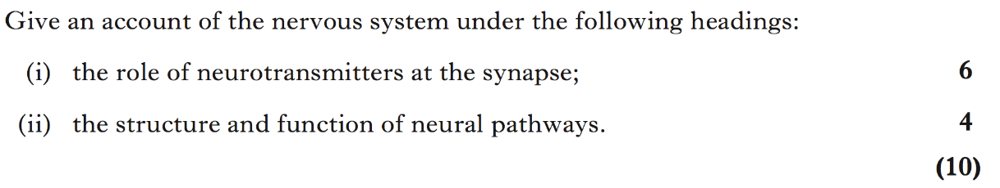 Give an account of the nervous system under the following headings:
(i) the role of neurotransmitters at the synapse; 6
(ii) the structure and function of neural pathways. 4
(10)